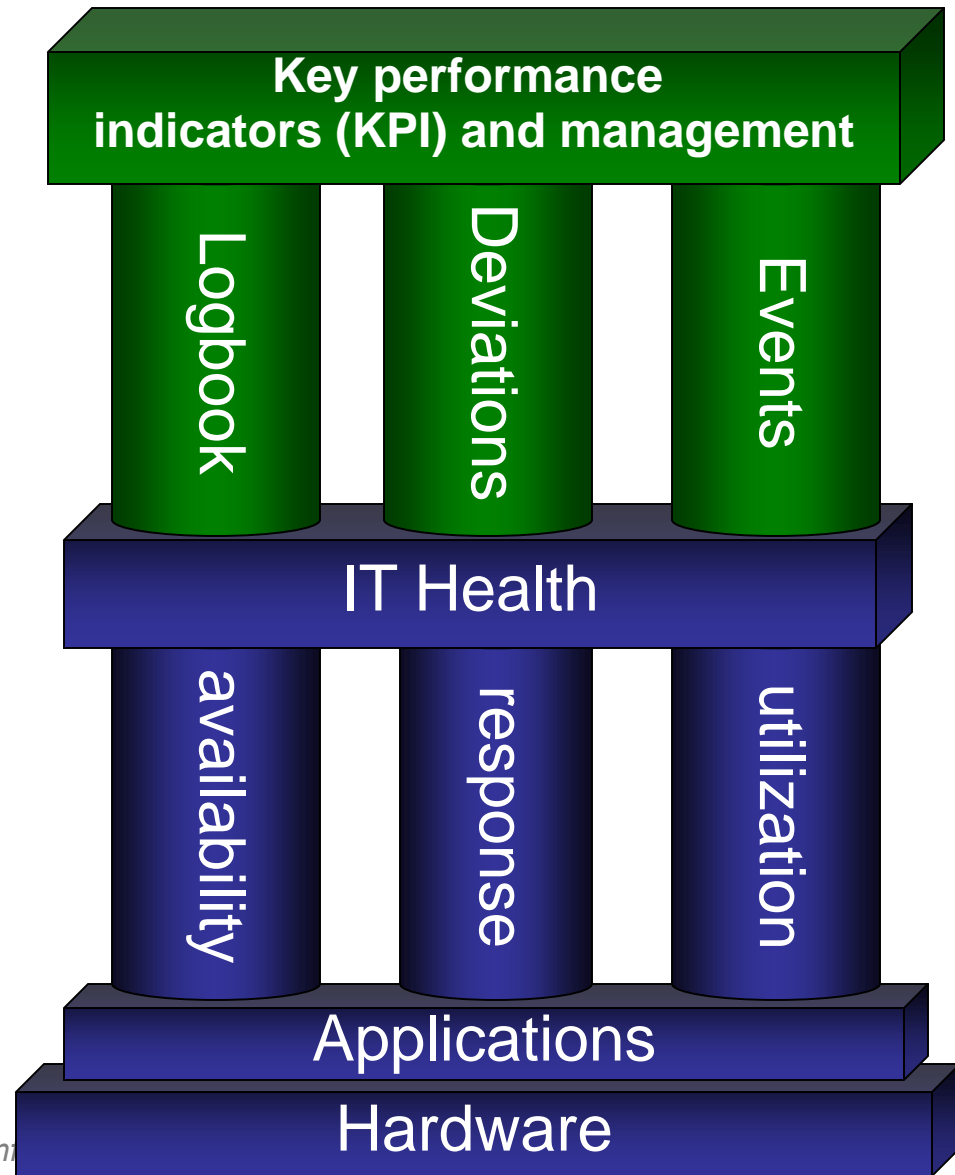 Key performance
indicators (KPI) and management
Logbook
Deviations
Events
IT Health
availability
response
utilization
Applications
Hardware